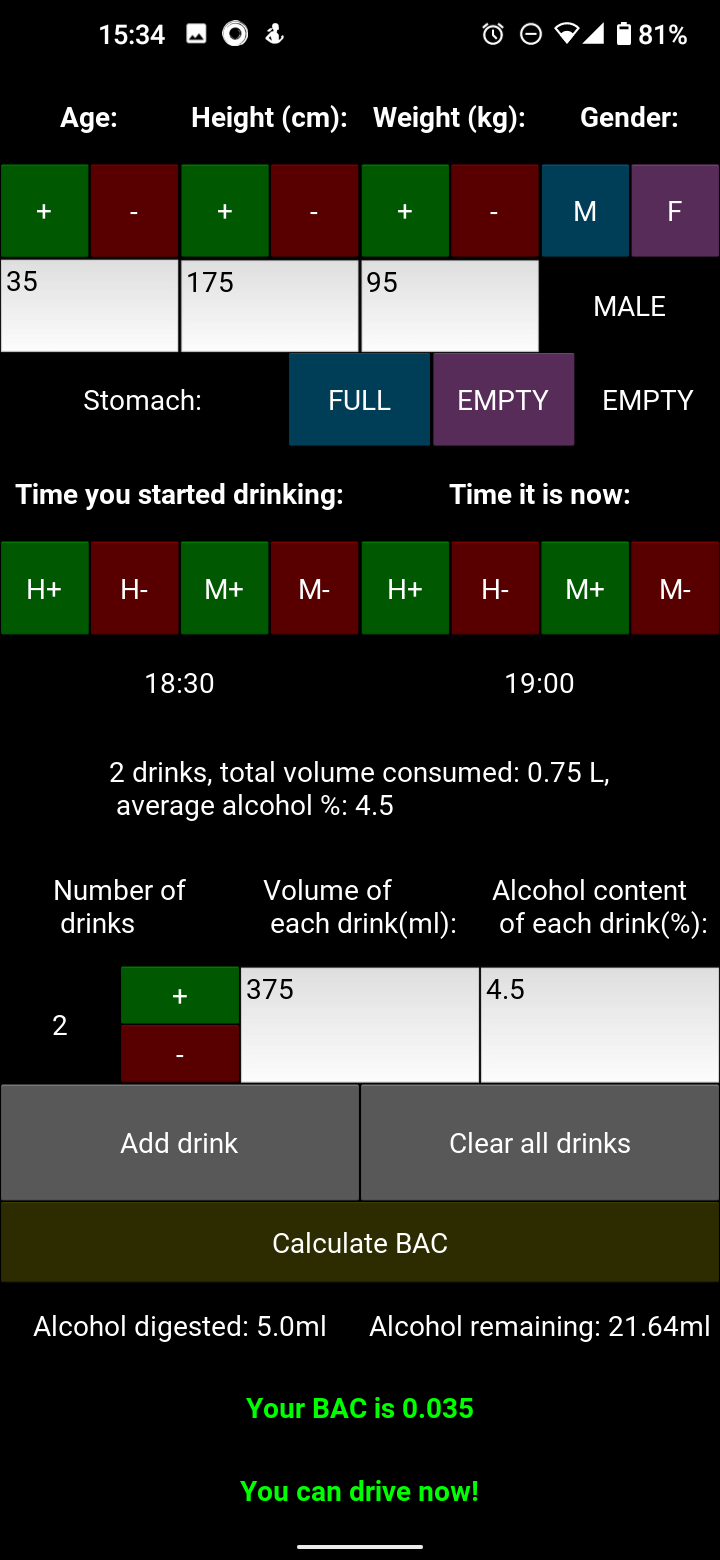 15:34 81%
Age: Height (cm): Weight (kg): Gender:
+ - + - + - M F
35 175 95 MALE
Stomach: FULL EMPTY EMPTY
Time you started drinking: Time it is now:
H+ H- M+ M- H+ H- M+ M-
18:30 19:00
2 drinks, total volume consumed: 0.75 L,
average alcohol %: 4.5
Number of Volume of Alcohol content
drinks each drink(ml): of each drink(%):
2 + - 375 4.5
Add drink Clear all drinks
Calculate BAC
Alcohol digested: 5.0ml Alcohol remaining: 21.64ml
Your BAC is 0.035
You can drive now!